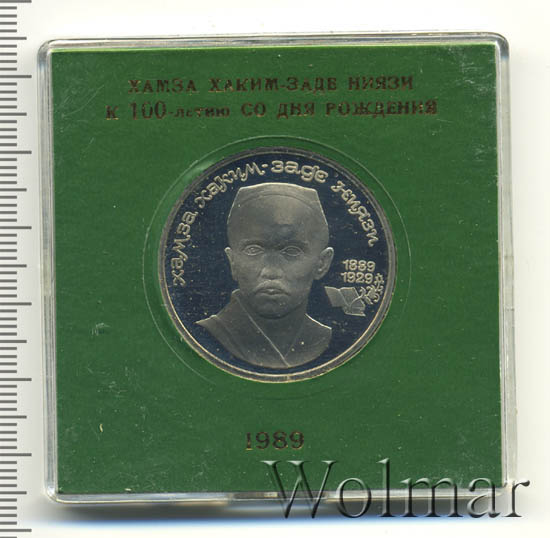 ХАМЗА ХАКИМ-ЗАДЕ НИЯЗИ
К 100-летию СО ДНЯ РОЖДЕНИЯ
хамза хаким-заде ниязи
1889
1929
1989
Wolmar